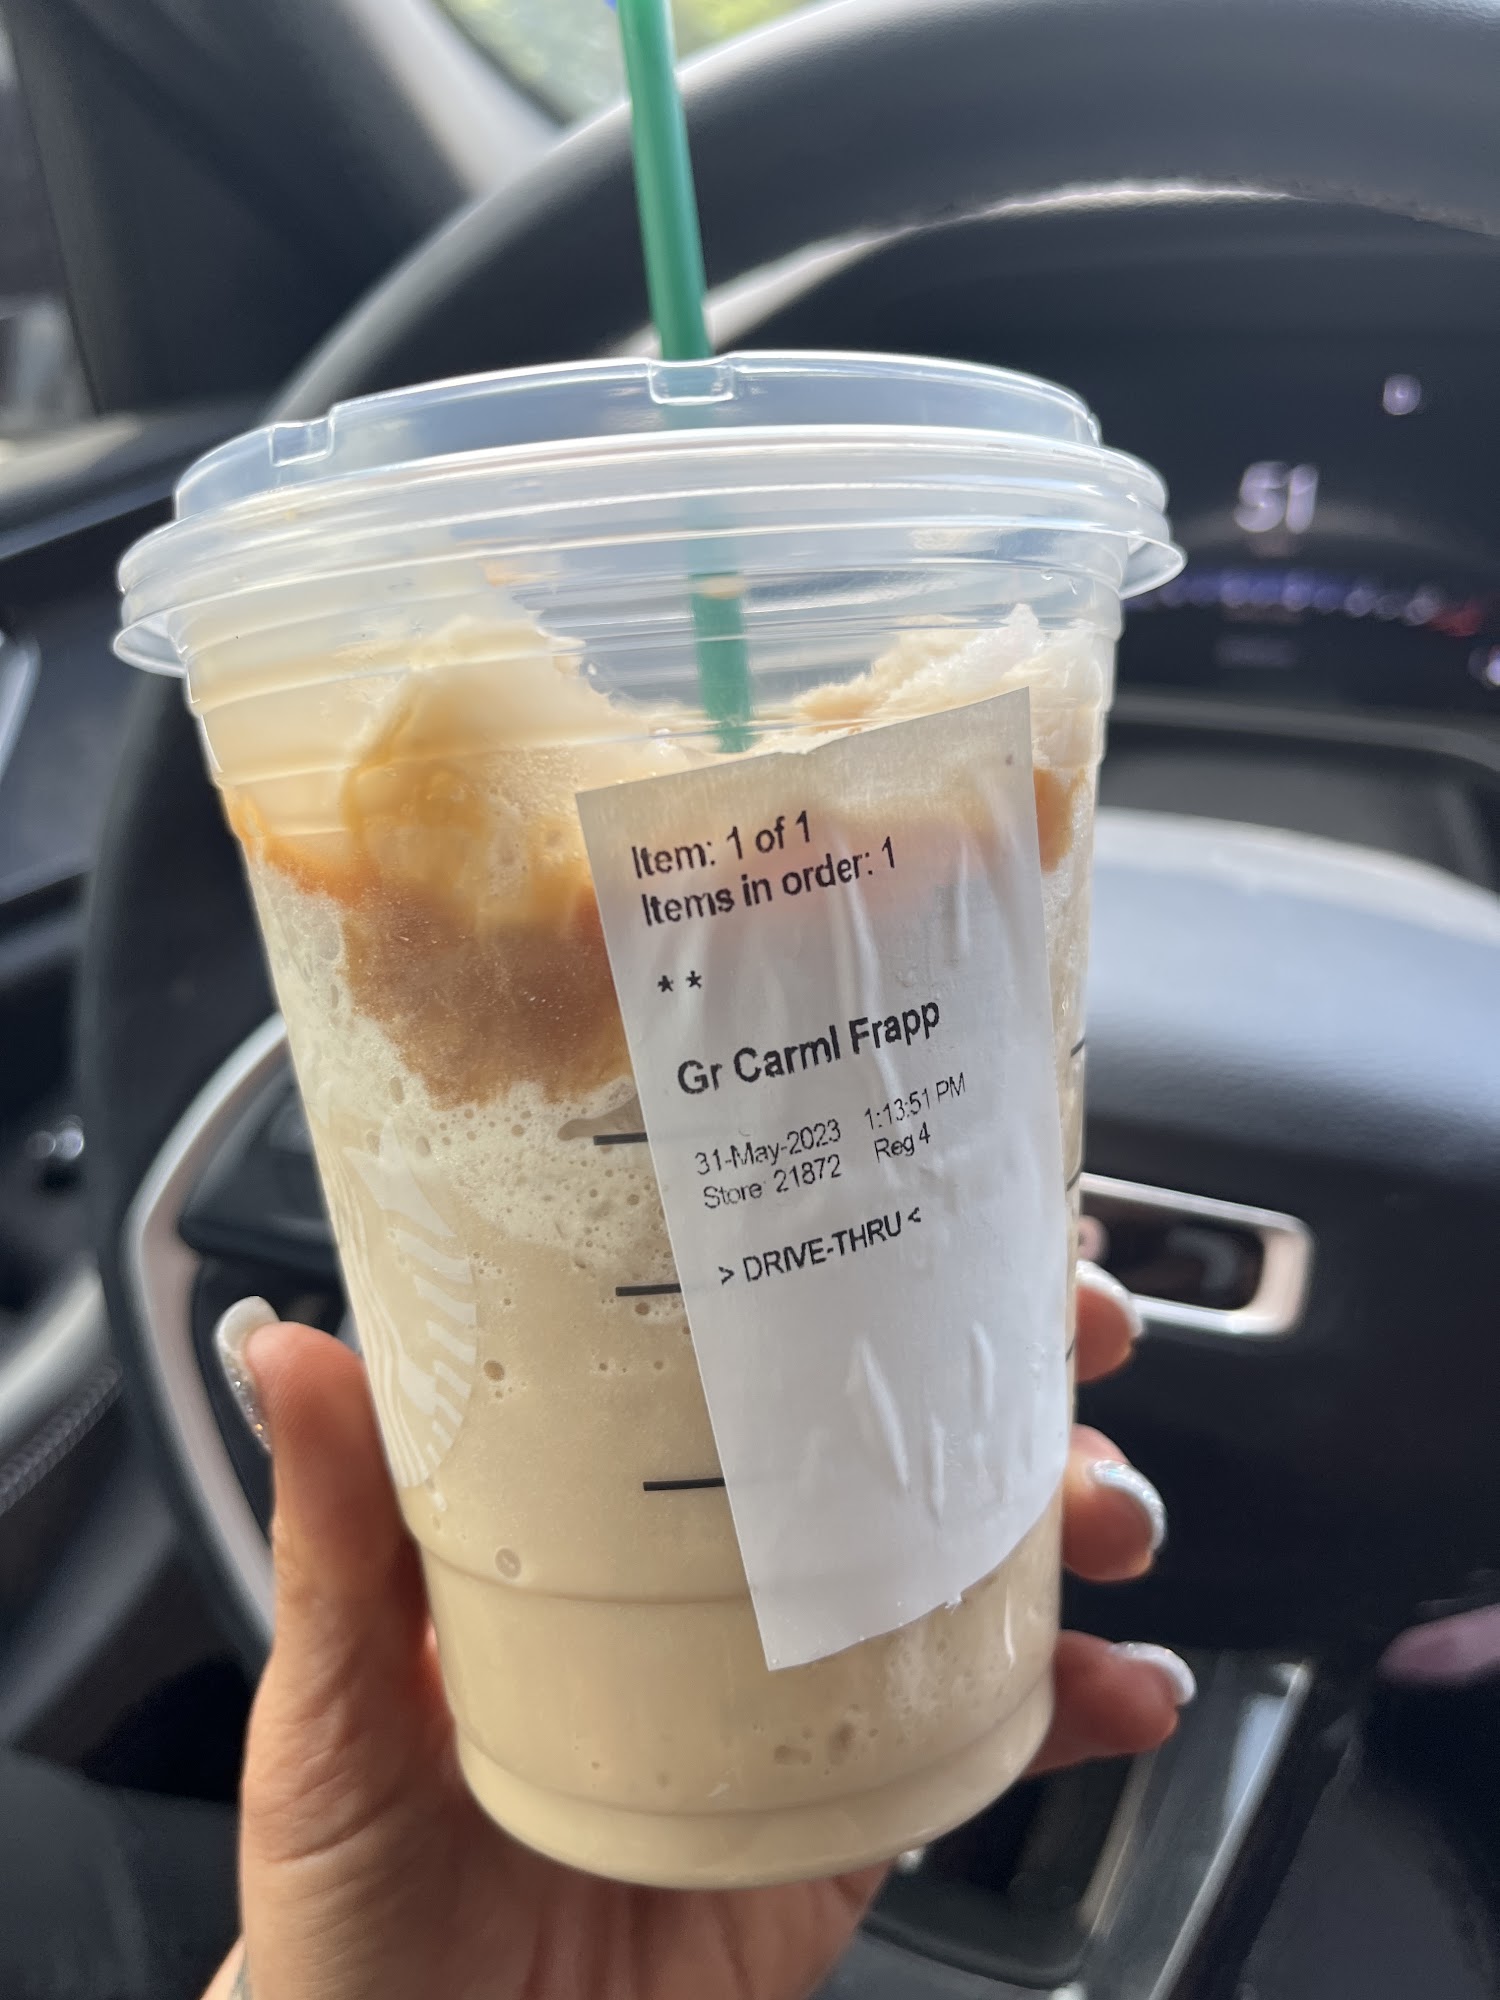 51
Item: 1 of 1
Items in order: 1
* *
Gr Carml Frapp
31-May-2023 1:13:51 PM
Store 21872 Reg 4
> DRIVE-THRU <